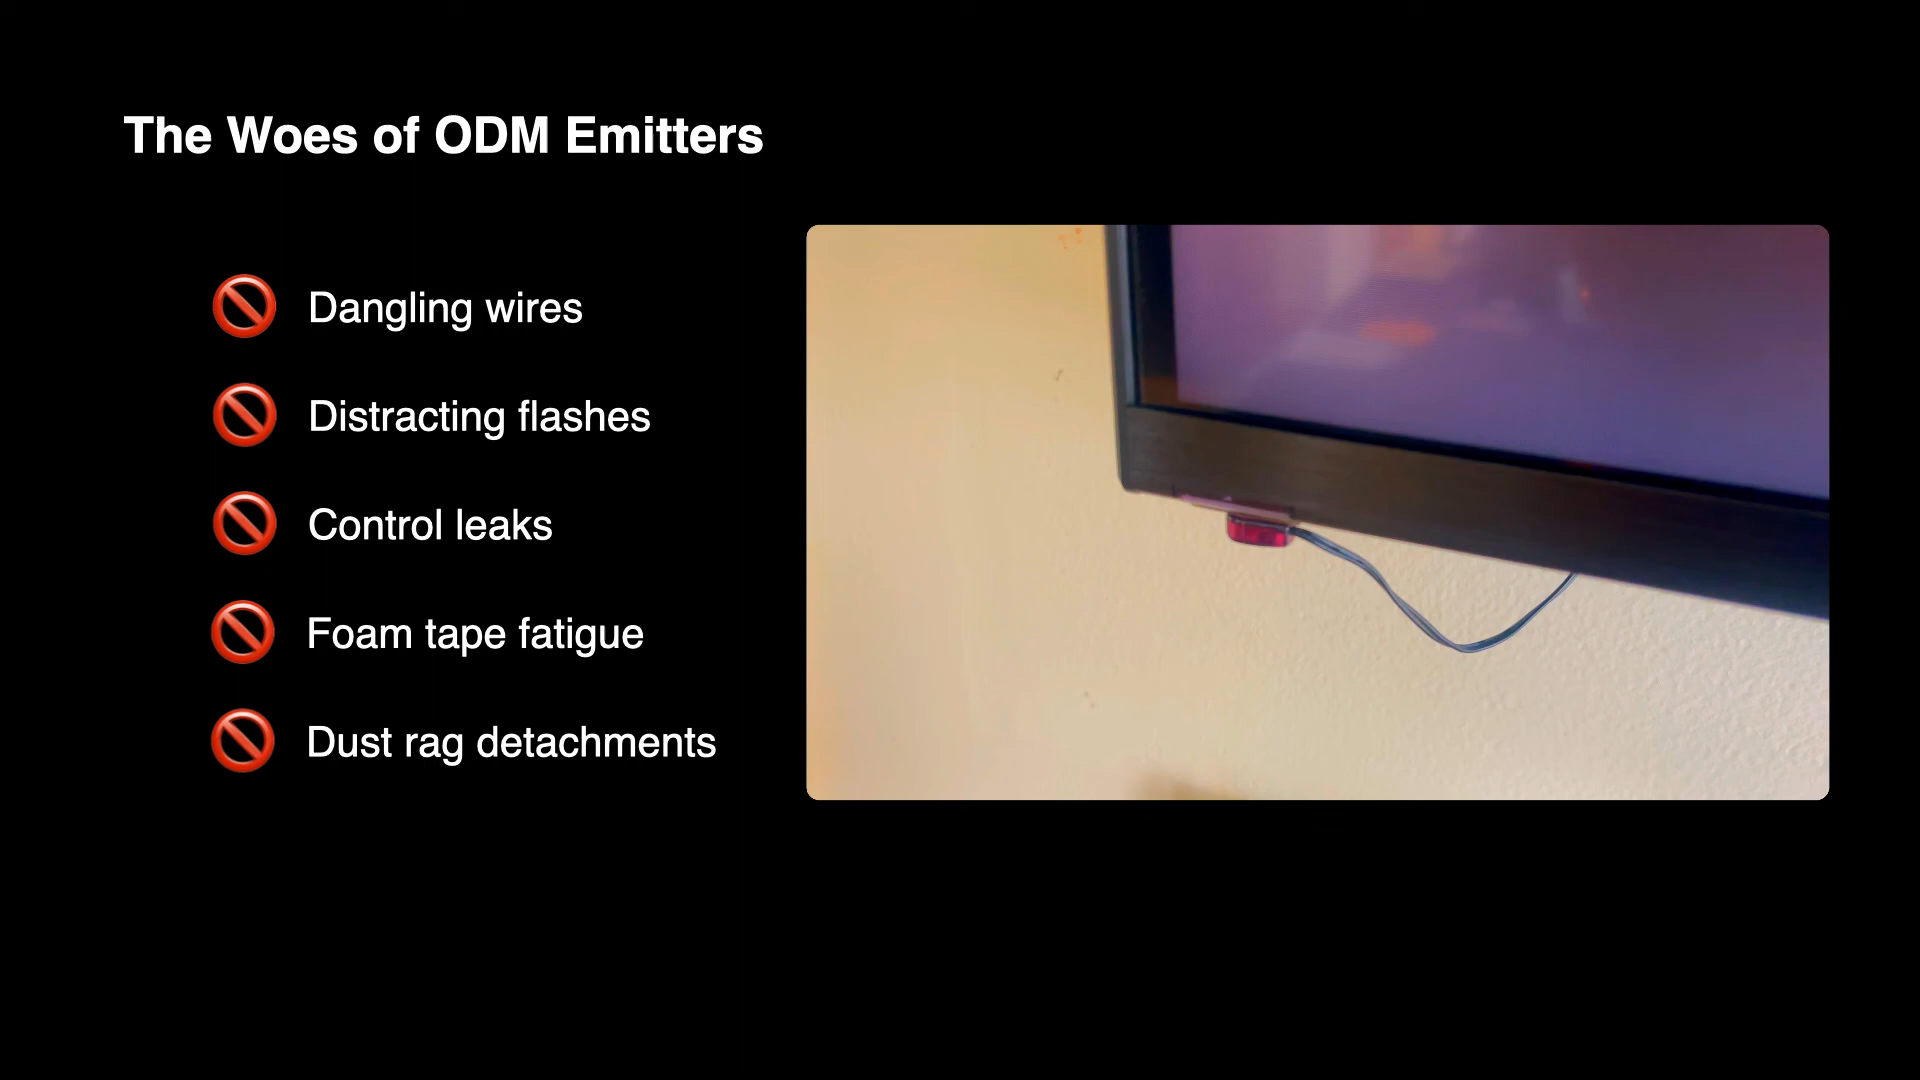 The Woes of ODM Emitters
Dangling wires
Distracting flashes
Control leaks
Foam tape fatigue
Dust rag detachments